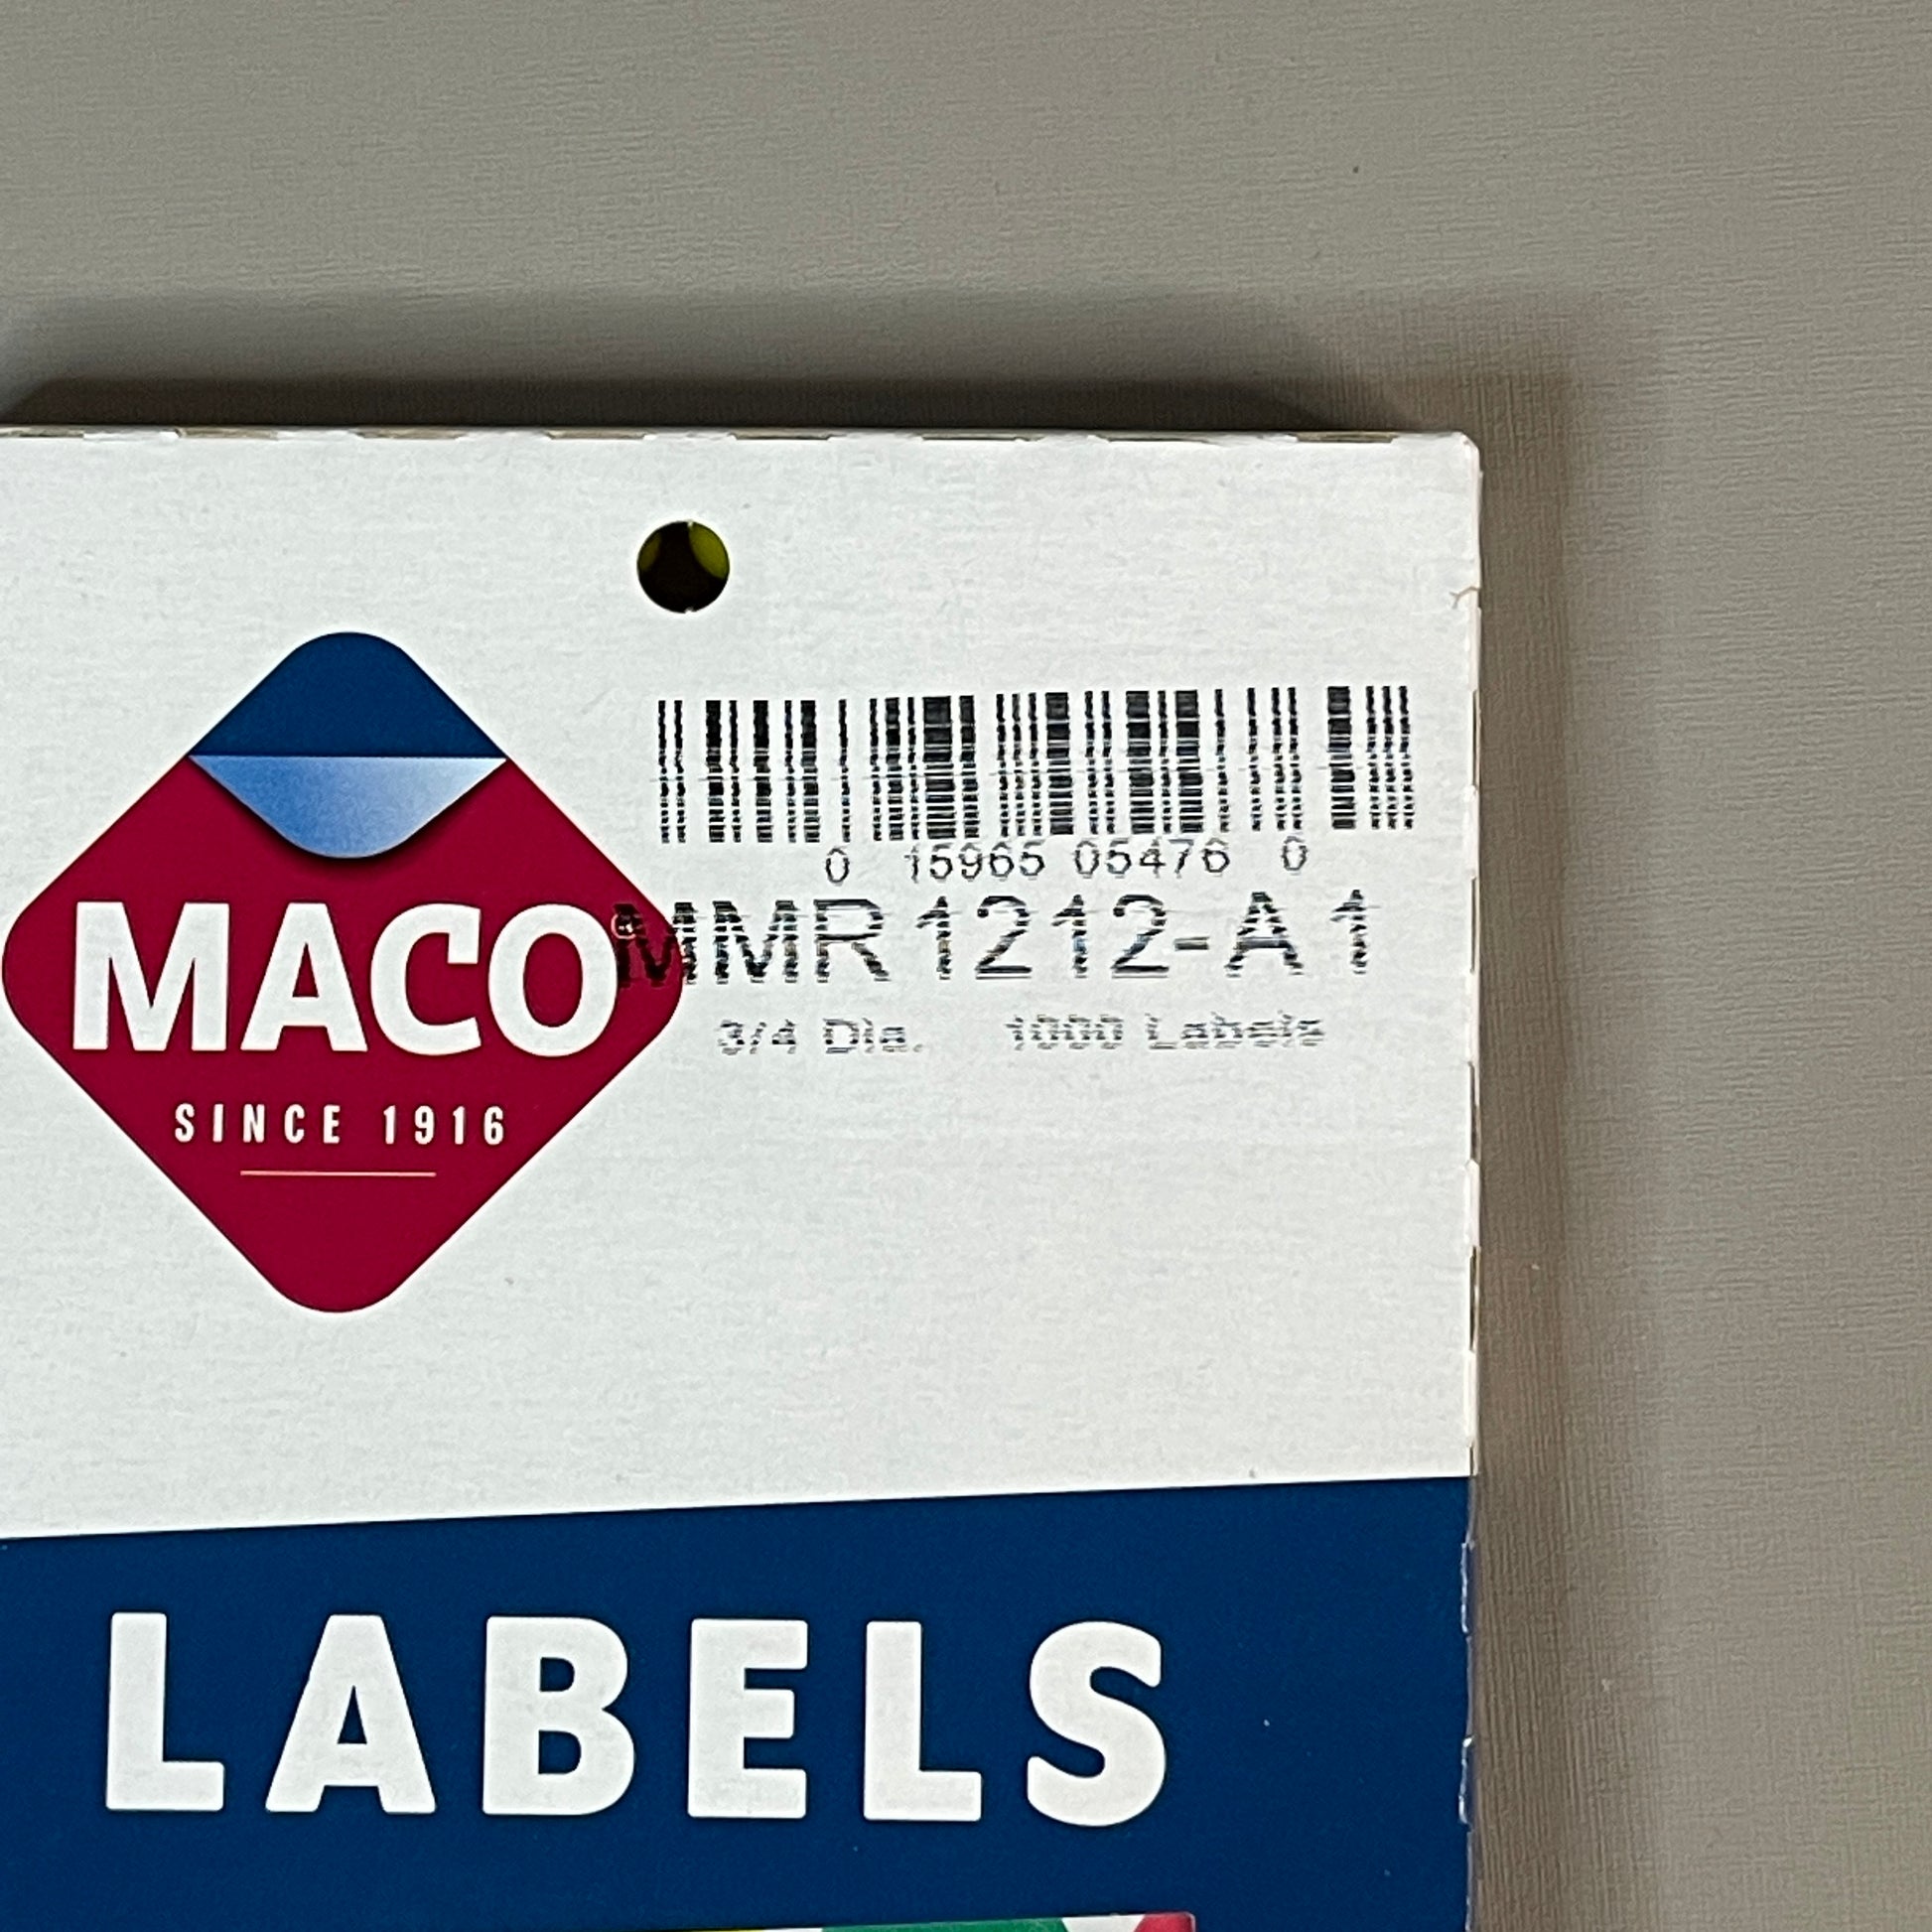 0 15965 05476 0
MMR1212-A1
3/4 Dia. 1000 Labels
MACO
SINCE 1916
LABELS